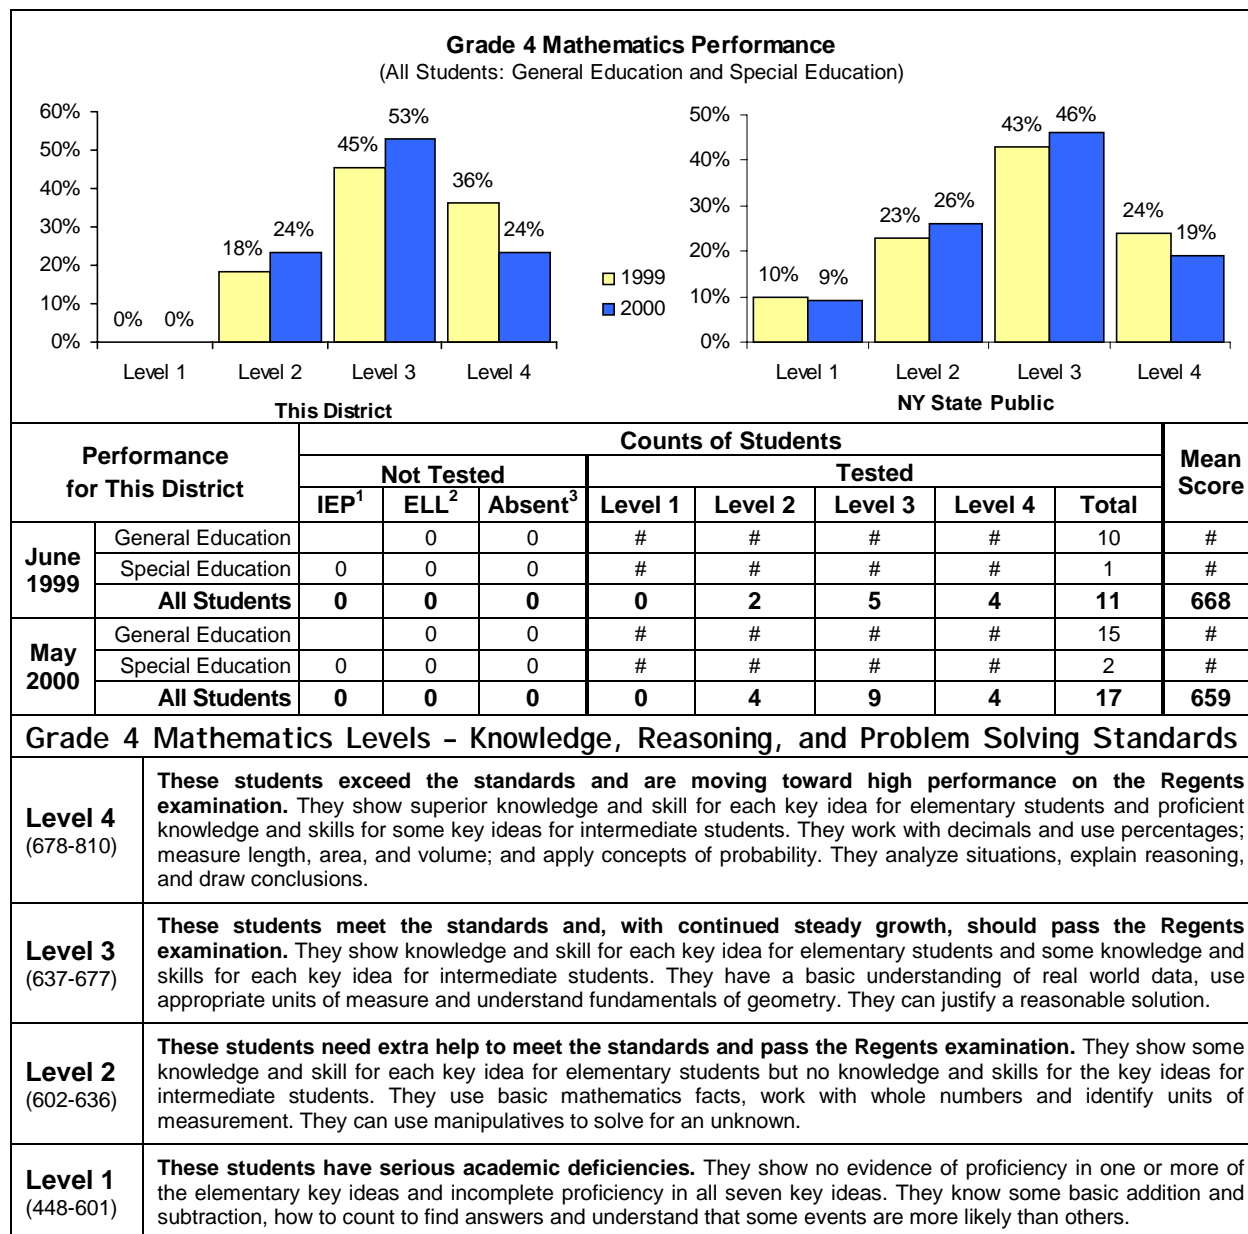 Grade 4 Mathematics Performance
(All Students: General Education and Special Education)
60%
50%
40%
30%
20%
10%
0%
0% 0%
18% 24%
45% 53%
36% 24%
Level 1 Level 2 Level 3 Level 4
This District
1999
2000
50%
40%
30%
20%
10%
0%
10% 9%
23% 26%
43% 46%
24% 19%
Level 1 Level 2 Level 3 Level 4
NY State Public
Performance for This District
Counts of Students
Mean Score
Not Tested Tested
IEP1 ELL2 Absent3 Level 1 Level 2 Level 3 Level 4 Total
June 1999
General Education 0 0 # # # # 10 #
Special Education 0 0 0 # # # # 1 #
All Students 0 0 0 0 2 5 4 11 668
May 2000
General Education 0 0 # # # # 15 #
Special Education 0 0 0 # # # # 2 #
All Students 0 0 0 0 4 9 4 17 659
Grade 4 Mathematics Levels – Knowledge, Reasoning, and Problem Solving Standards
Level 4
(678-810)
These students exceed the standards and are moving toward high performance on the Regents
examination. They show superior knowledge and skill for each key idea for elementary students and proficient
knowledge and skills for some key ideas for intermediate students. They work with decimals and use percentages;
measure length, area, and volume; and apply concepts of probability. They analyze situations, explain reasoning,
and draw conclusions.
Level 3
(637-677)
These students meet the standards and, with continued steady growth, should pass the Regents
examination. They show knowledge and skill for each key idea for elementary students and some knowledge and
skills for each key idea for intermediate students. They have a basic understanding of real world data, use
appropriate units of measure and understand fundamentals of geometry. They can justify a reasonable solution.
Level 2
(602-636)
These students need extra help to meet the standards and pass the Regents examination. They show some
knowledge and skill for each key idea for elementary students but no knowledge and skills for the key ideas for
intermediate students. They use basic mathematics facts, work with whole numbers and identify units of
measurement. They can use manipulatives to solve for an unknown.
Level 1
(448-601)
These students have serious academic deficiencies. They show no evidence of proficiency in one or more of
the elementary key ideas and incomplete proficiency in all seven key ideas. They know some basic addition and
subtraction, how to count to find answers and understand that some events are more likely than others.